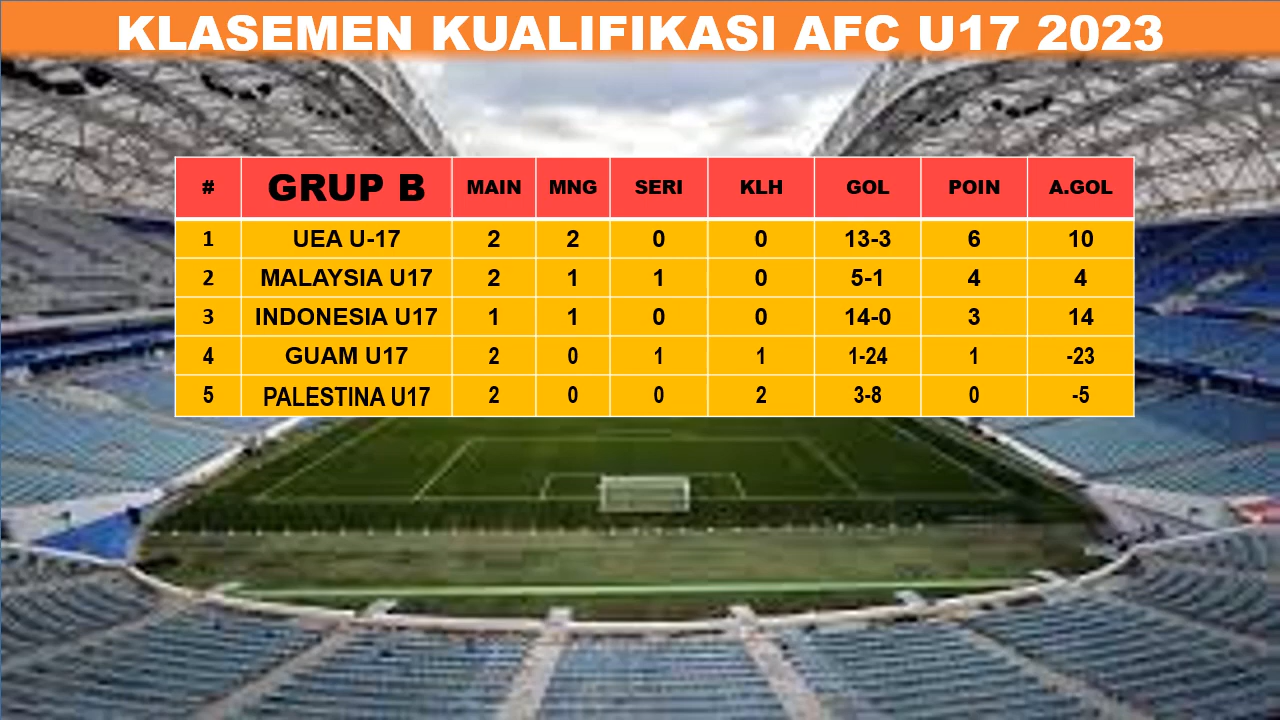 KLASEMEN KUALIFIKASI AFC U17 2023
# GRUP B MAIN MNG SERI KLH GOL POIN A.GOL
1 UEA U-17 2 2 0 0 13-3 6 10
2 MALAYSIA U17 2 1 1 0 5-1 4 4
3 INDONESIA U17 1 1 0 0 14-0 3 14
4 GUAM U17 2 0 1 1 1-24 1 -23
5 PALESTINA U17 2 0 0 2 3-8 0 -5